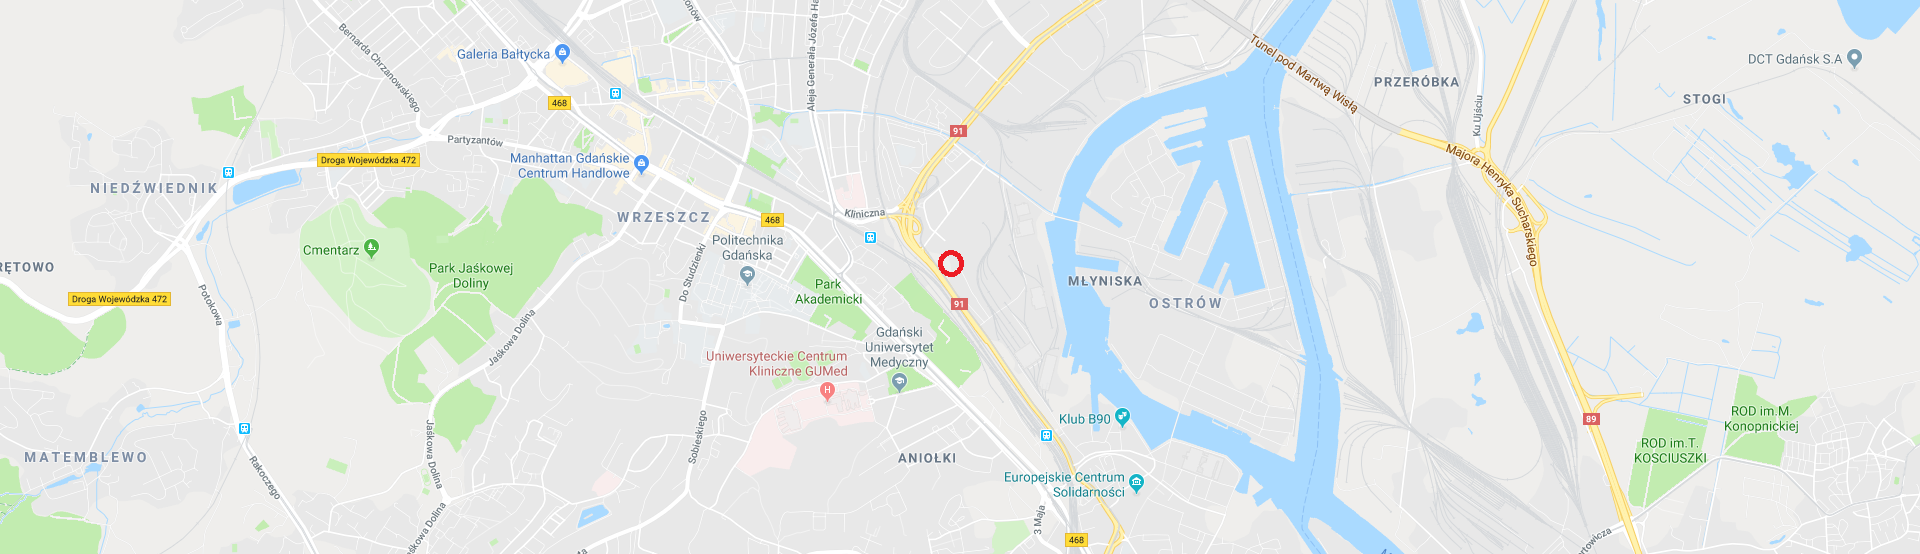 Bernarda Chrzanowskiego
Galeria Bałtycka
Aleja Generała Józefa Ha
onów
468
Partyzantów
Droga Wojewódzka 472
Manhattan Gdańskie
Centrum Handlowe
NIEDŹWIEDNIK
WRZESZCZ
468
Kliniczna
91
Tunel pod Martwą Wisłą
PRZERÓBKA
Ku Ujściu
DCT Gdańsk S.A
STOGI
Majora Henryka Sucharskiego
Cmentarz
Park Jaśkowej
Doliny
Politechnika
Gdańska
Do Studzienki
Park
Akademicki
RĘTOWO
Droga Wojewódzka 472
Potokowa
Jaśkowa Dolina
91
MŁYNISKA
OSTRÓW
Gdański
Uniwersytet
Medyczny
Uniwersyteckie Centrum
Kliniczne GUMed
H
Klub B90
89
ROD im.M.
Konopnickiej
ROD im.T.
KOSCIUSZKI
MATEMBLEWO
Rakoczego
Jaśkowa Dolina
Sobieskiego
ANIOŁKI
Europejskie Centrum
Solidarności
Jaśkowa Dolina
3 Maja
468